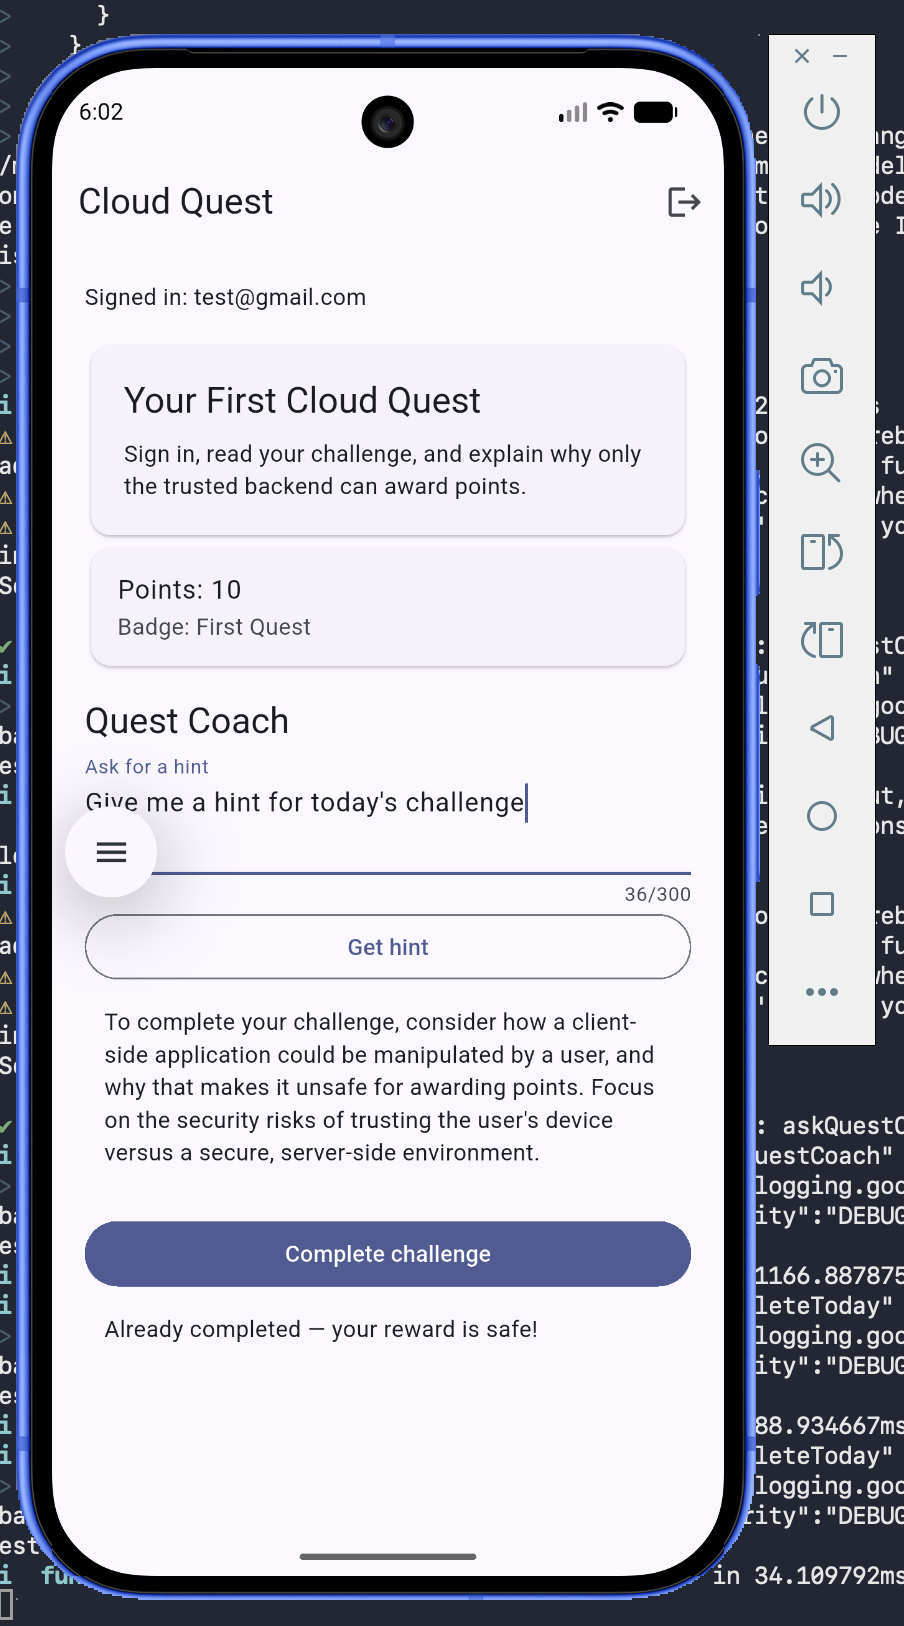 }
}
6:02
Cloud Quest
Signed in: test@gmail.com
Your First Cloud Quest
Sign in, read your challenge, and explain why only
the trusted backend can award points.
Points: 10
Badge: First Quest
Quest Coach
Ask for a hint
Give me a hint for today's challenge
36/300
Get hint
To complete your challenge, consider how a client-
side application could be manipulated by a user, and
why that makes it unsafe for awarding points. Focus
on the security risks of trusting the user's device
versus a secure, server-side environment.
Complete challenge
Already completed — your reward is safe!
: askQuestC
uestCoach"
logging.goo
ity":"DEBUG
1166.887875
leteToday"
logging.goo
ity":"DEBUG
88.934667ms
leteToday"
logging.goo
rity":"DEBUG
in 34.109792ms